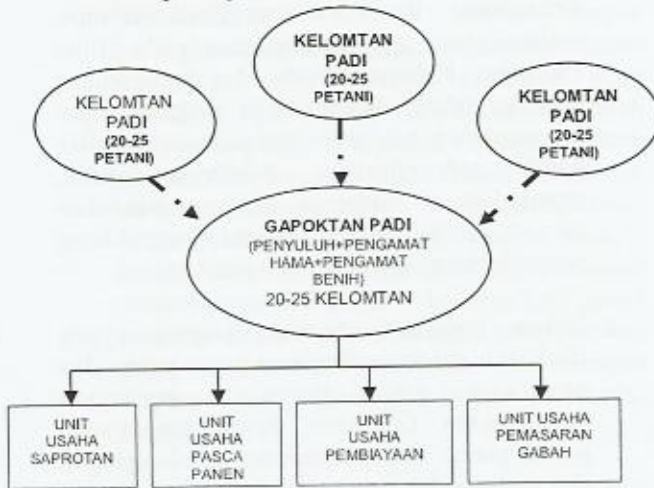 KELOMTAN
PADI
(20-25
PETANI)
KELOMTAN
PADI
(20-25
PETANI)
KELOMTAN
PADI
(20-25
PETANI)
GAPOKTAN PADI
(PENYULUH+PENGAMAT
HAMA+PENGAMAT
BENIH)
20-25 KELOMTAN
UNIT
USAHA
SAPROTAN
UNIT
USAHA
PASCA
PANEN
UNIT
USAHA
PEMBIAYAAN
UNIT USAHA
PEMASARAN
GABAH